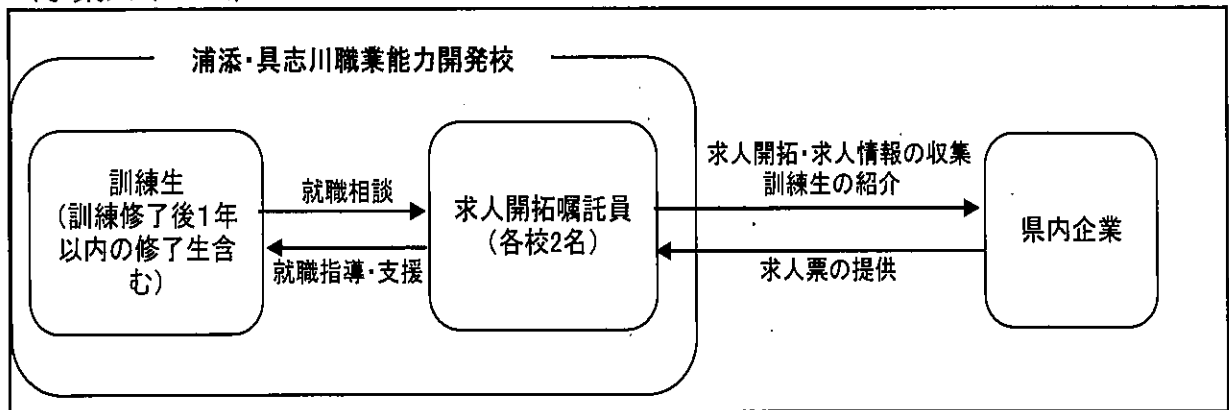 浦添・具志川職業能力開発校
訓練生
(訓練修了後1年
以内の修了生含
む)
就職相談
就職指導・支援
求人開拓嘱託員
(各校2名)
求人開拓・求人情報の収集
訓練生の紹介
求人票の提供
県内企業